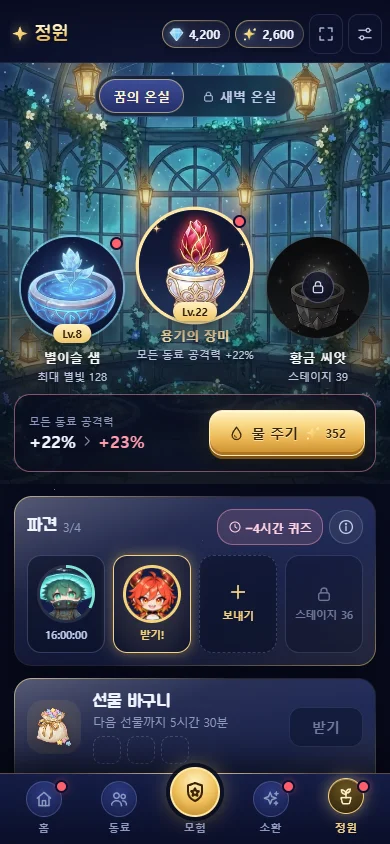 정원
4,200
2,600
꿈의 온실
새벽 온실
Lv.8
별이슬 샘
최대 별빛 128
Lv.22
용기의 장미
모든 동료 공격력 +22%
황금 씨앗
스테이지 39
모든 동료 공격력
+22% > +23%
물 주기 352
파견 3/4
−4시간 퀴즈
16:00:00
받기!
+
보내기
스테이지 36
선물 바구니
다음 선물까지 5시간 30분
받기
홈
동료
모험
소환
정원